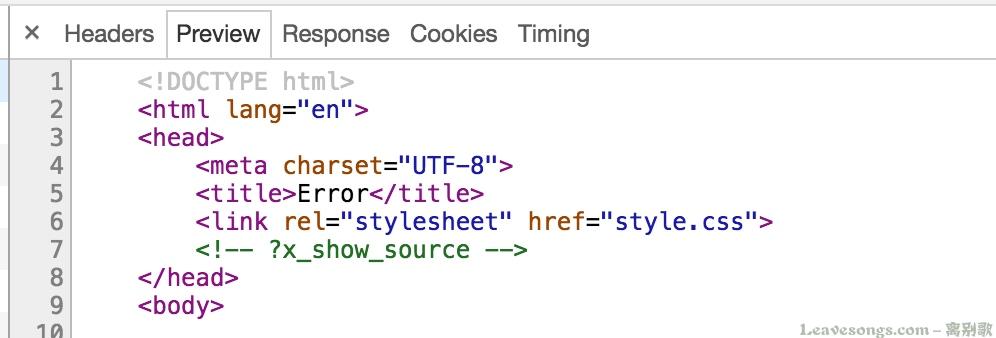 × Headers Preview Response Cookies Timing
1 <!DOCTYPE html>
2 <html lang="en">
3 <head>
4 <meta charset="UTF-8">
5 <title>Error</title>
6 <link rel="stylesheet" href="style.css">
7 <!-- ?x_show_source -->
8 </head>
9 <body>
10
Leavesongs.com – 离别歌